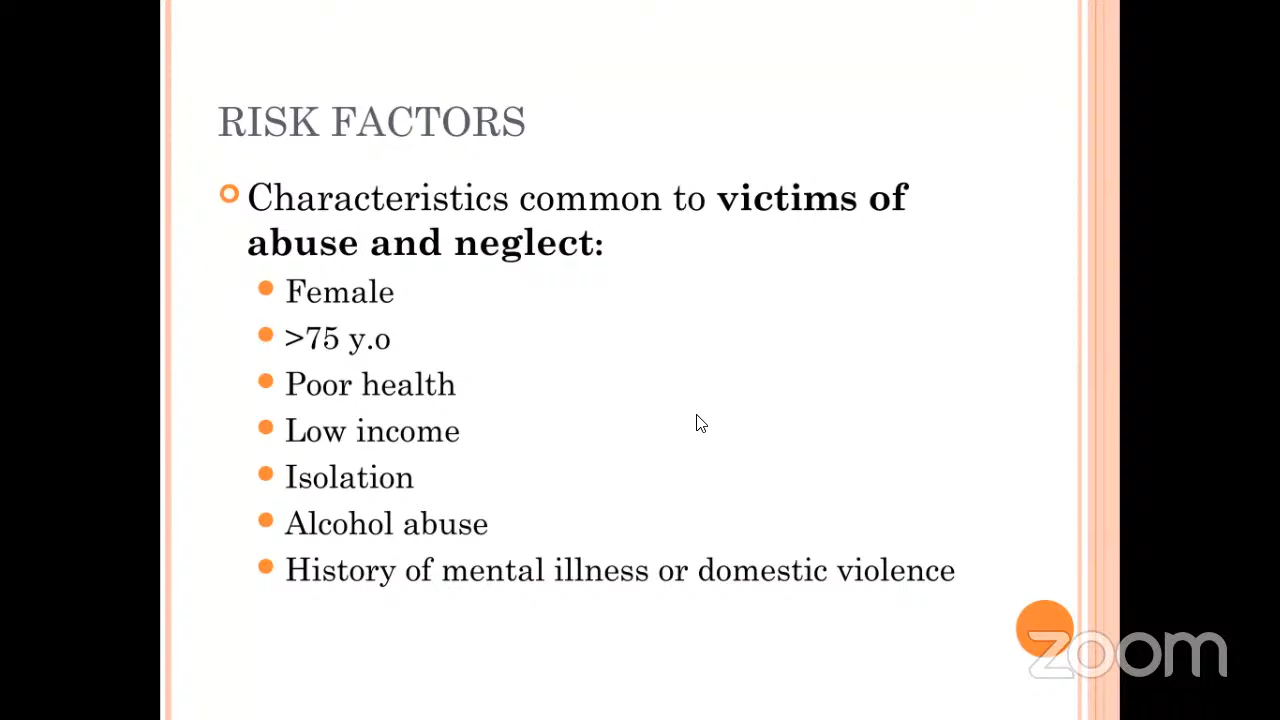 RISK FACTORS
Characteristics common to victims of
abuse and neglect:
Female
>75 y.o
Poor health
Low income
Isolation
Alcohol abuse
History of mental illness or domestic violence
zoom